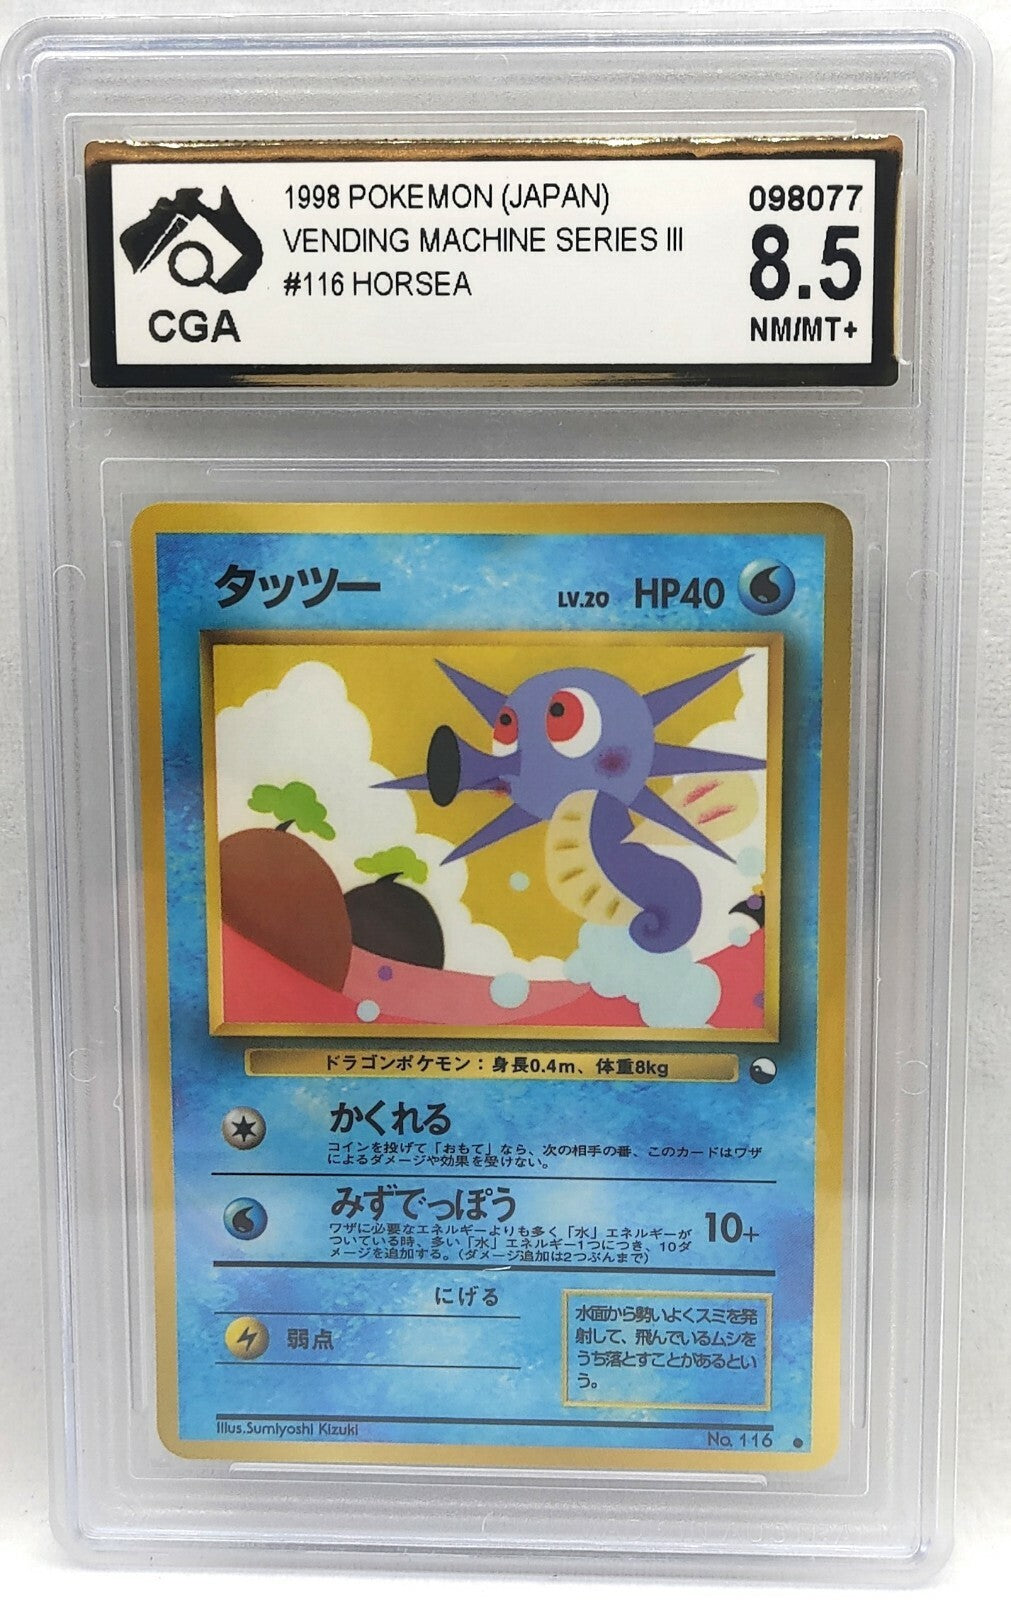 1998 POKEMON (JAPAN)
VENDING MACHINE SERIES III
#116 HORSEA
098077
8.5
NM/MT+
CGA
タッツー
LV.20 HP40
ドラゴンポケモン：身長0.4m、体重8kg
かくれる
コインを投げて「おもて」なら、次の相手の番、このカードはワザ
によるダメージや効果を受けない。
みずでっぽう
10+
ワザに必要なエネルギーよりも多く「水」エネルギーが
ついている時、多い「水」エネルギー1つにつき、10ダ
メージを追加する。（ダメージ追加は2つぶんまで）
にげる
弱点
水面から勢いよくスミを発
射して、飛んでいるムシを
うち落とすことがあるとい
う。
Illus.Sumiyoshi Kizuki
No. 116